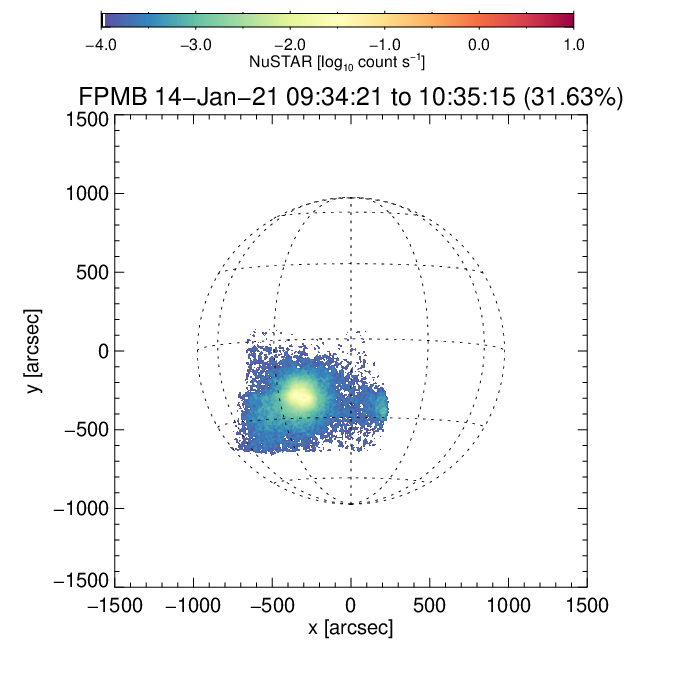 −4.0 −3.0 −2.0 −1.0 0.0 1.0
NuSTAR [log₁₀ count s⁻¹]
FPMB 14−Jan−21 09:34:21 to 10:35:15 (31.63%)
1500
1000
500
0
−500
−1000
−1500
y [arcsec]
−1500 −1000 −500 0 500 1000 1500
x [arcsec]